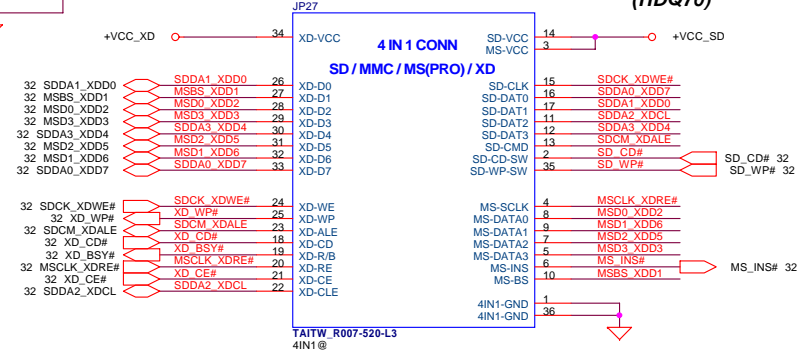 (HDQ70)
JP27
+VCC_XD 34 XD-VCC 4 IN 1 CONN SD-VCC 14 +VCC_SD
MS-VCC 3
SD / MMC / MS(PRO) / XD
SD-CLK 15 SDCK_XDWE#
32 SDDA1_XDD0 SDDA1_XDD0 26 XD-D0 SD-DAT0 16 SDDA0_XDD7
32 MSBS_XDD1 MSBS_XDD1 27 XD-D1 SD-DAT1 17 SDDA1_XDD0
32 MSD0_XDD2 MSD0_XDD2 28 XD-D2 SD-DAT2 11 SDDA2_XDCL
32 MSD3_XDD3 MSD3_XDD3 29 XD-D3 SD-DAT3 12 SDDA3_XDD4
32 SDDA3_XDD4 SDDA3_XDD4 30 XD-D4 SD-CMD 13 SDCM_XDALE
32 MSD2_XDD5 MSD2_XDD5 31 XD-D5 SD-CD-SW 2 SD_CD# SD_CD# 32
32 MSD1_XDD6 MSD1_XDD6 32 XD-D6 SD-WP-SW 35 SD_WP# SD_WP# 32
32 SDDA0_XDD7 SDDA0_XDD7 33 XD-D7
32 SDCK_XDWE# SDCK_XDWE# 24 XD-WE MS-SCLK 4 MSCLK_XDRE#
32 XD_WP# XD_WP# 25 XD-WP MS-DATA0 8 MSD0_XDD2
32 SDCM_XDALE SDCM_XDALE 23 XD-ALE MS-DATA1 9 MSD1_XDD6
32 XD_CD# XD_CD# 18 XD-CD MS-DATA2 7 MSD2_XDD5
32 XD_BSY# XD_BSY# 19 XD-R/B MS-DATA3 5 MSD3_XDD3
32 MSCLK_XDRE# MSCLK_XDRE# 20 XD-RE MS-INS 6 MS_INS# MS_INS# 32
32 XD_CE# XD_CE# 21 XD-CE MS-BS 10 MSBS_XDD1
32 SDDA2_XDCL SDDA2_XDCL 22 XD-CLE
4IN1-GND 1
4IN1-GND 36
TAITW_R007-520-L3
4IN1@